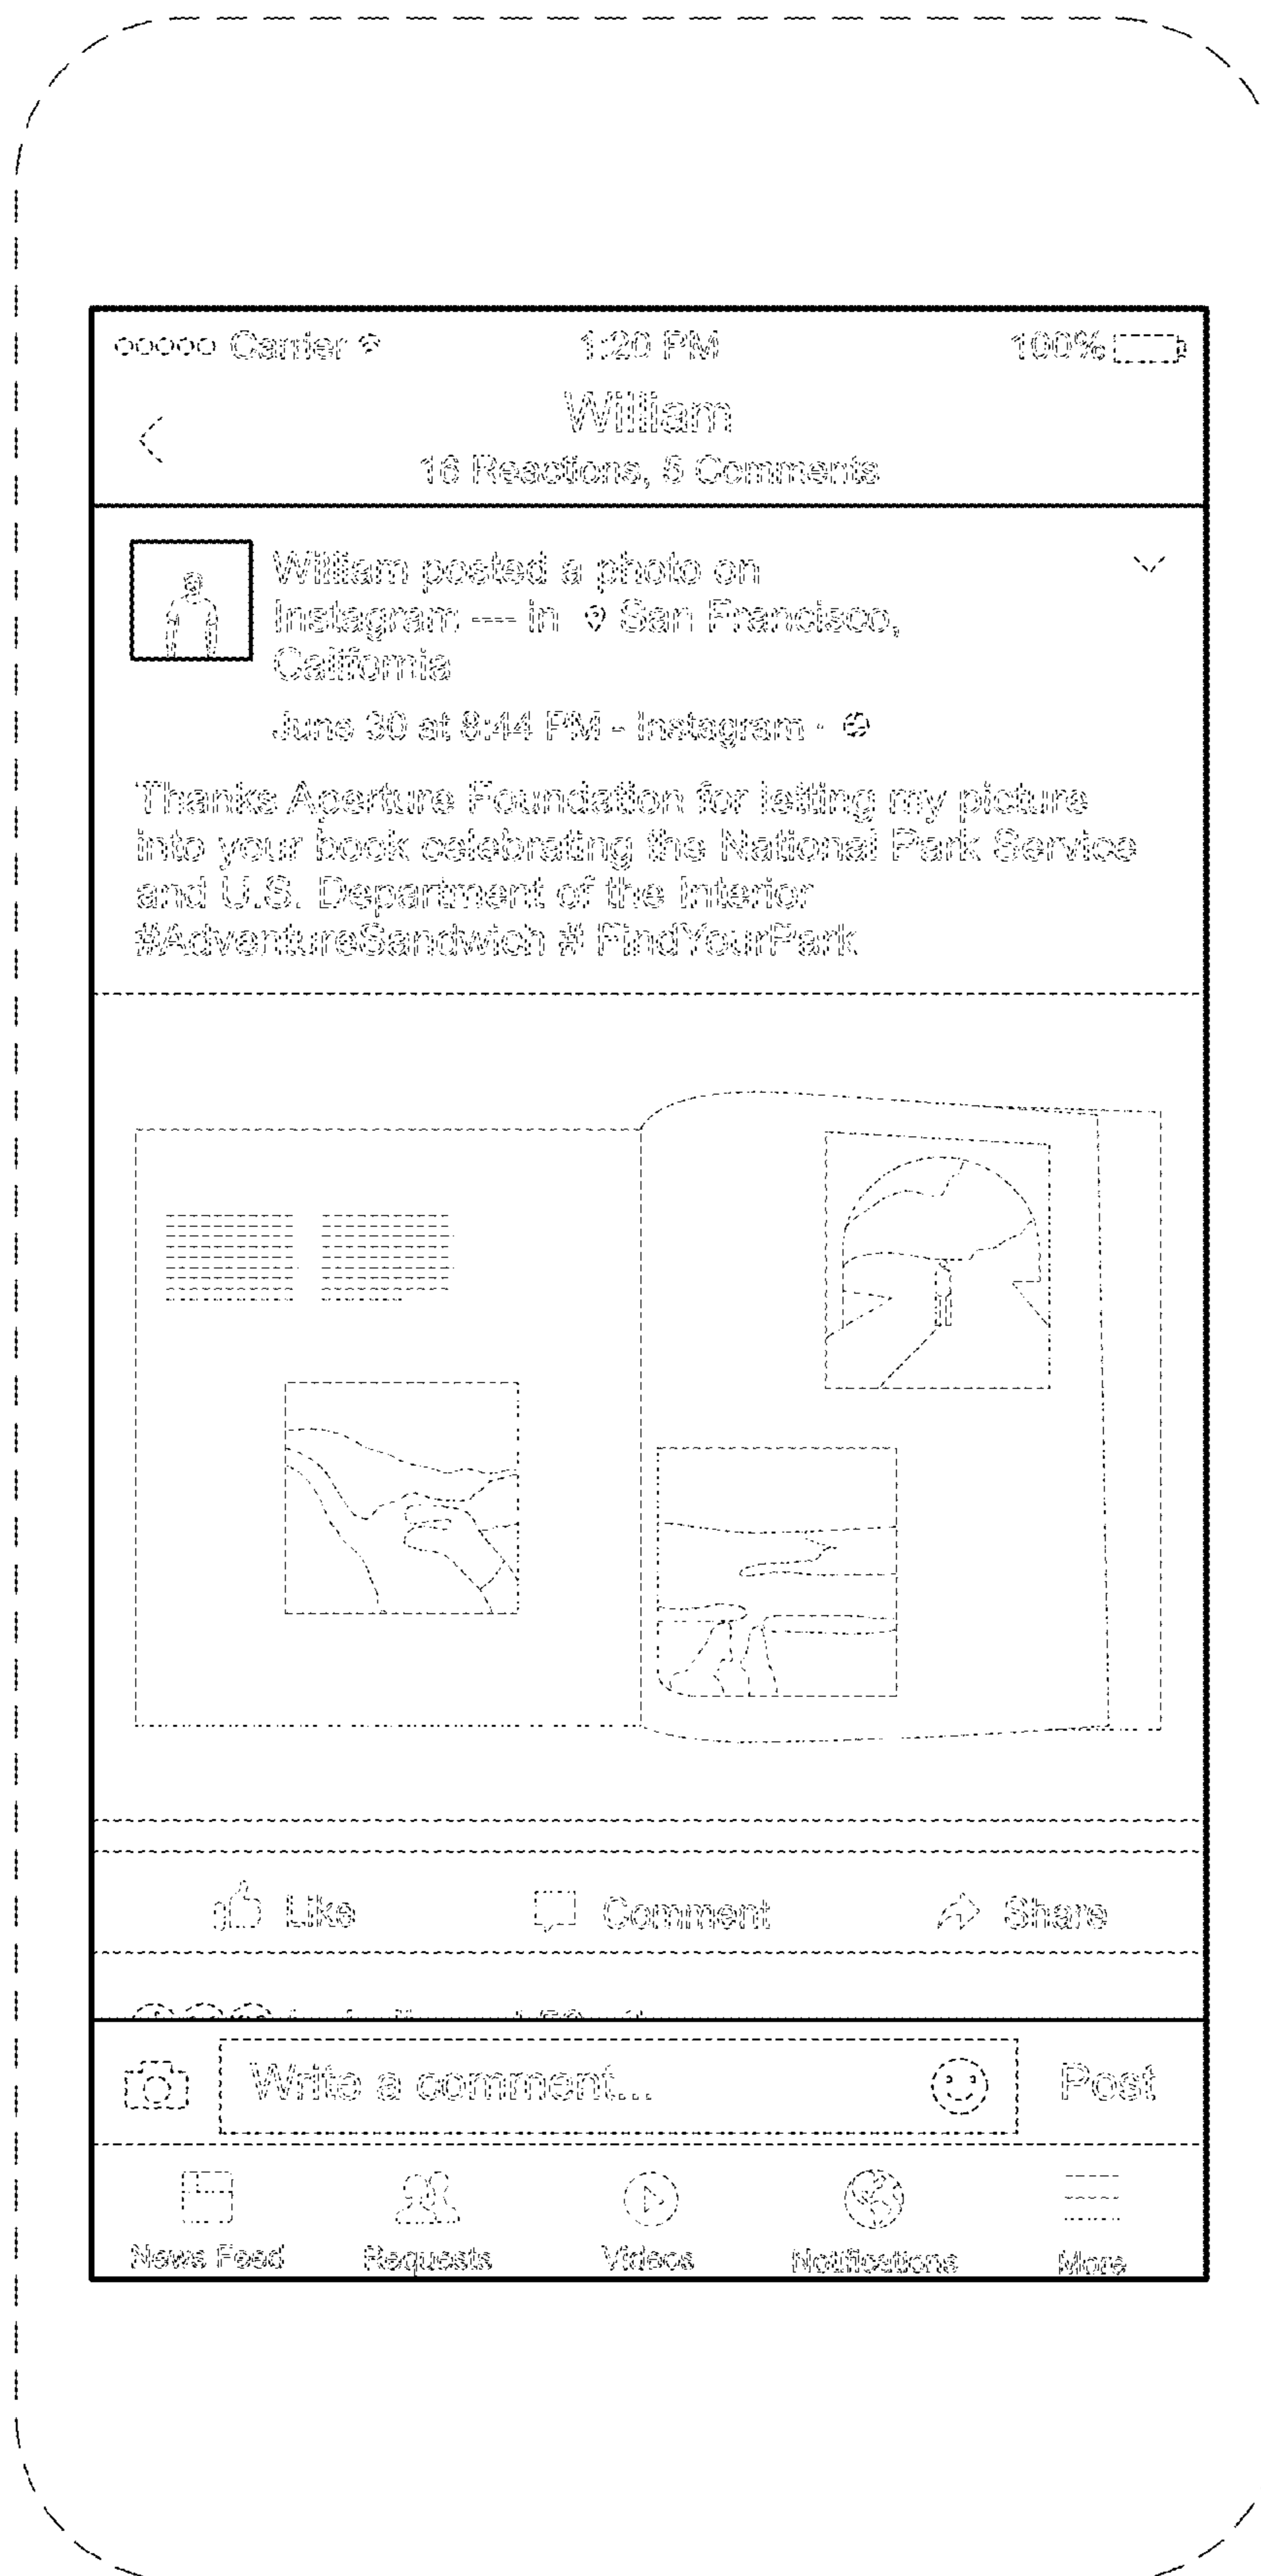 Carrier
1:20 PM
100%
William
16 Reactions, 5 Comments
William posted a photo on
Instagram --- in San Francisco,
California
June 30 at 8:44 PM - Instagram ·
Thanks Aperture Foundation for letting my picture
into your book celebrating the National Park Service
and U.S. Department of the Interior
#AdventureSandwich # FindYourPark
Like
Comment
Share
Write a comment...
Post
News Feed
Requests
Videos
Notifications
More